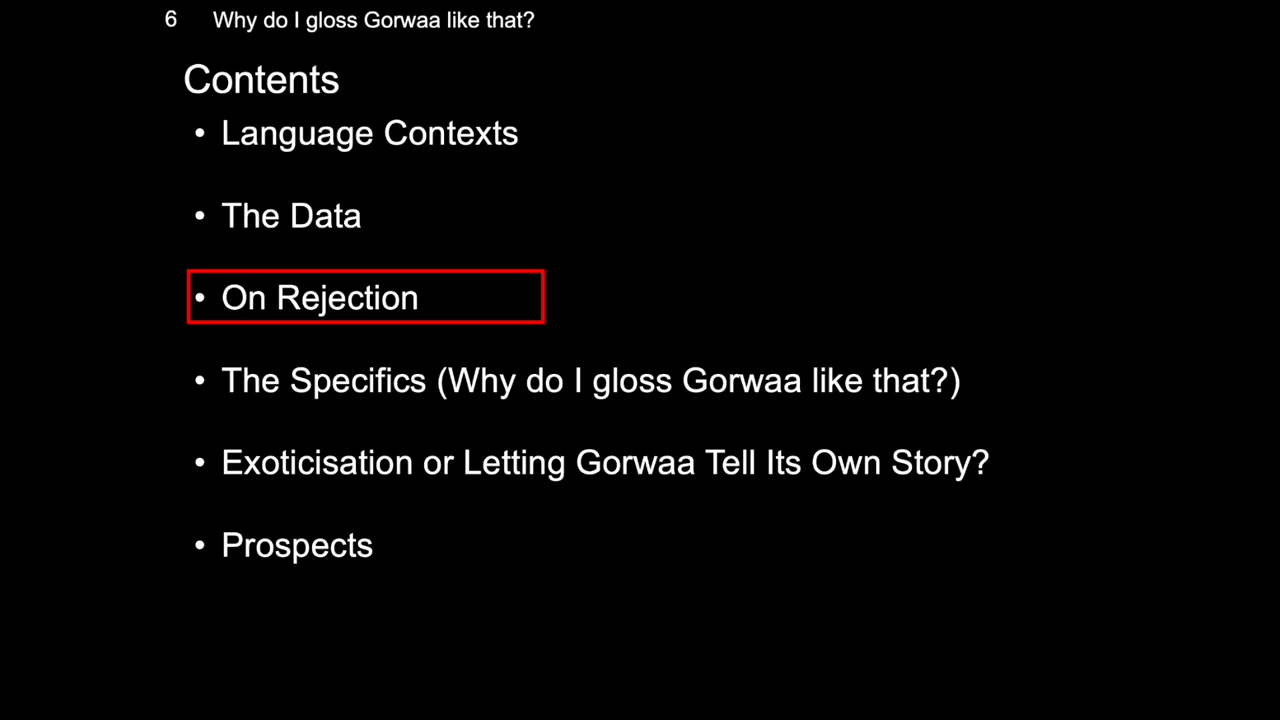 6 Why do I gloss Gorwaa like that?
Contents
• Language Contexts
• The Data
• On Rejection
• The Specifics (Why do I gloss Gorwaa like that?)
• Exoticisation or Letting Gorwaa Tell Its Own Story?
• Prospects